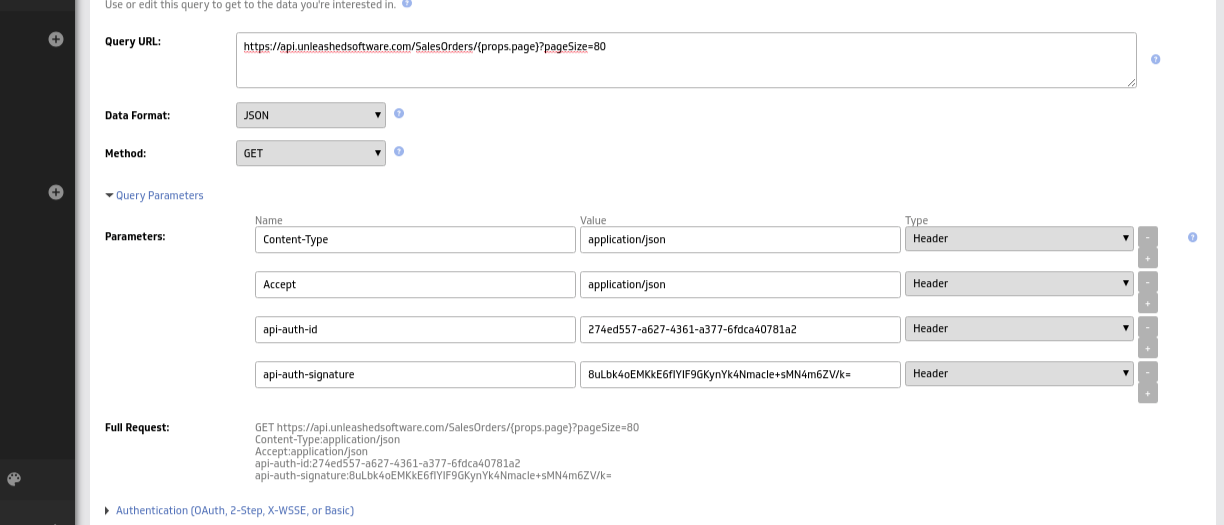 Use or edit this query to get to the data you're interested in. ?
Query URL:
https://api.unleashedsoftware.com/SalesOrders/{props.page}?pageSize=80
?
Data Format:
JSON
?
Method:
GET
?
Query Parameters
Name Value Type
Parameters:
Content-Type application/json Header - ?
+
Accept application/json Header -
+
api-auth-id 274ed557-a627-4361-a377-6fdca40781a2 Header -
+
api-auth-signature 8uLbk4oEMKkE6fIYIF9GKynYk4Nmacle+sMN4m6ZV/k= Header -
+
Full Request:
GET https://api.unleashedsoftware.com/SalesOrders/{props.page}?pageSize=80
Content-Type:application/json
Accept:application/json
api-auth-id:274ed557-a627-4361-a377-6fdca40781a2
api-auth-signature:8uLbk4oEMKkE6fIYIF9GKynYk4Nmacle+sMN4m6ZV/k=
Authentication (OAuth, 2-Step, X-WSSE, or Basic)